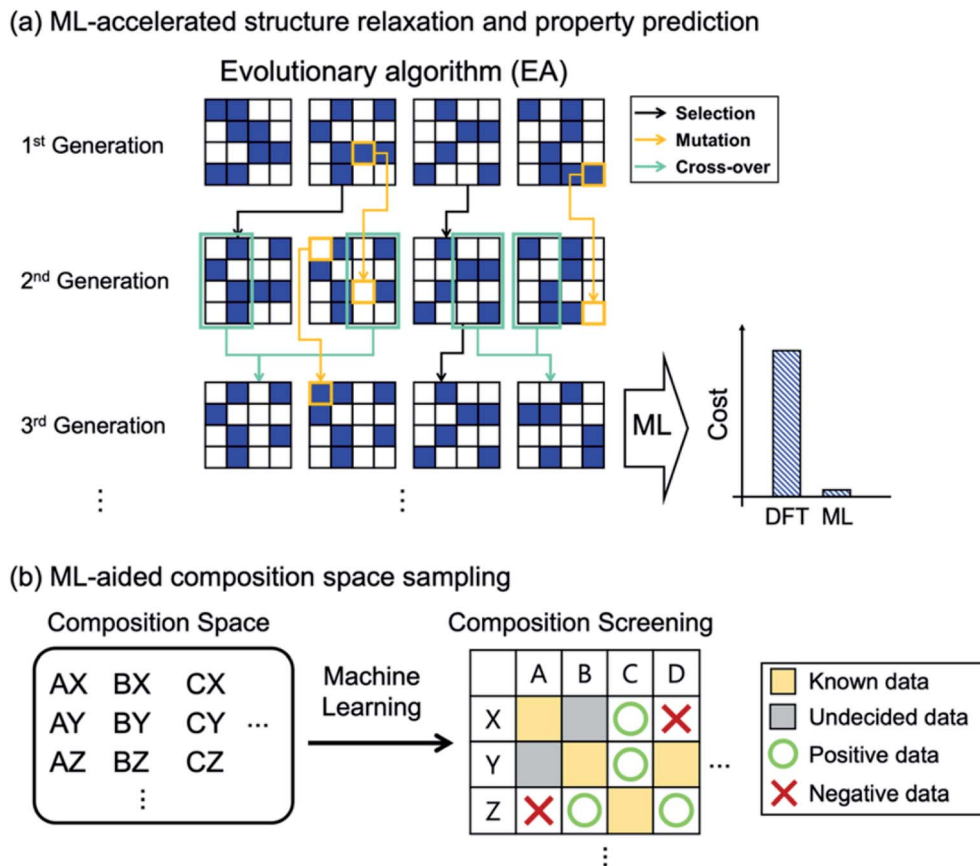 (a) ML-accelerated structure relaxation and property prediction
Evolutionary algorithm (EA)
1st Generation
Selection
Mutation
Cross-over
2nd Generation
3rd Generation
ML
Cost
DFT ML
⋮ ⋮
(b) ML-aided composition space sampling
Composition Space
AX BX CX
AY BY CY ...
AZ BZ CZ
⋮
Machine
Learning
Composition Screening
A B C D
X
Y ...
Z
⋮
Known data
Undecided data
Positive data
Negative data